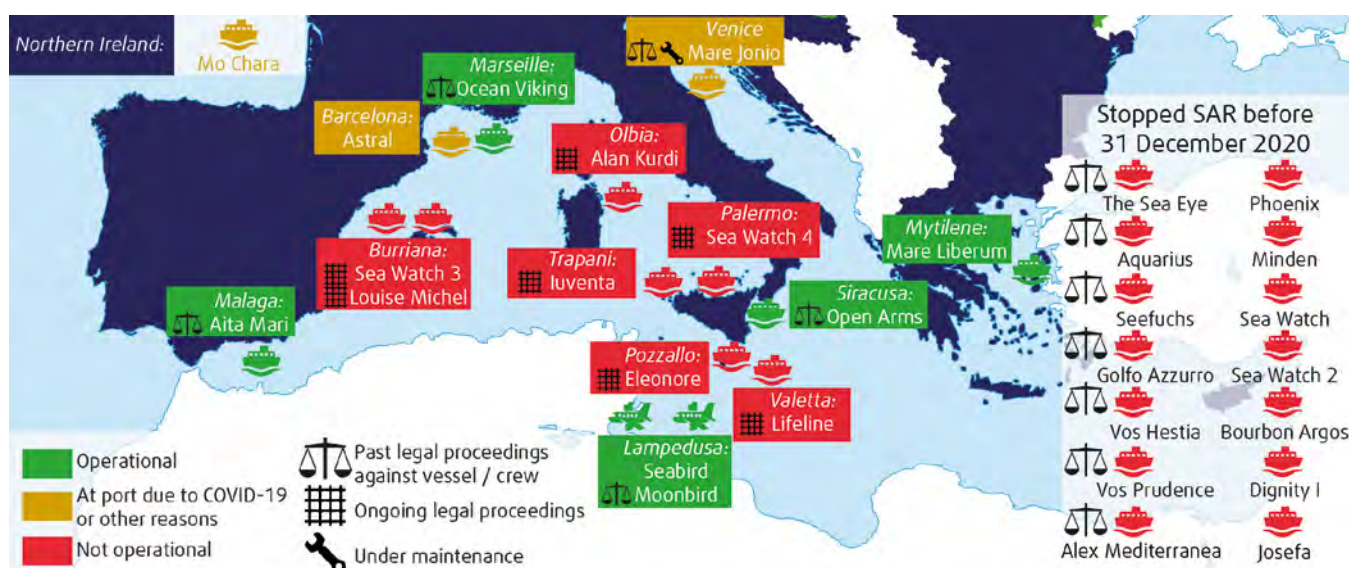 Northern Ireland:
Mo Chara
Venice
Mare Jonio
Marseille:
Ocean Viking
Barcelona:
Astral
Olbia:
Alan Kurdi
Palermo:
Sea Watch 4
Burriana:
Sea Watch 3
Louise Michel
Trapani:
Iuventa
Mytilene:
Mare Liberum
Siracusa:
Open Arms
Malaga:
Aita Mari
Pozzallo:
Eleonore
Valetta:
Lifeline
Lampedusa:
Seabird
Moonbird
Operational
At port due to COVID-19
or other reasons
Not operational
Past legal proceedings
against vessel / crew
Ongoing legal proceedings
Under maintenance
Stopped SAR before
31 December 2020
The Sea Eye
Phoenix
Aquarius
Minden
Seefuchs
Sea Watch
Golfo Azzurro
Sea Watch 2
Vos Hestia
Bourbon Argos
Vos Prudence
Dignity I
Alex Mediterranea
Josefa